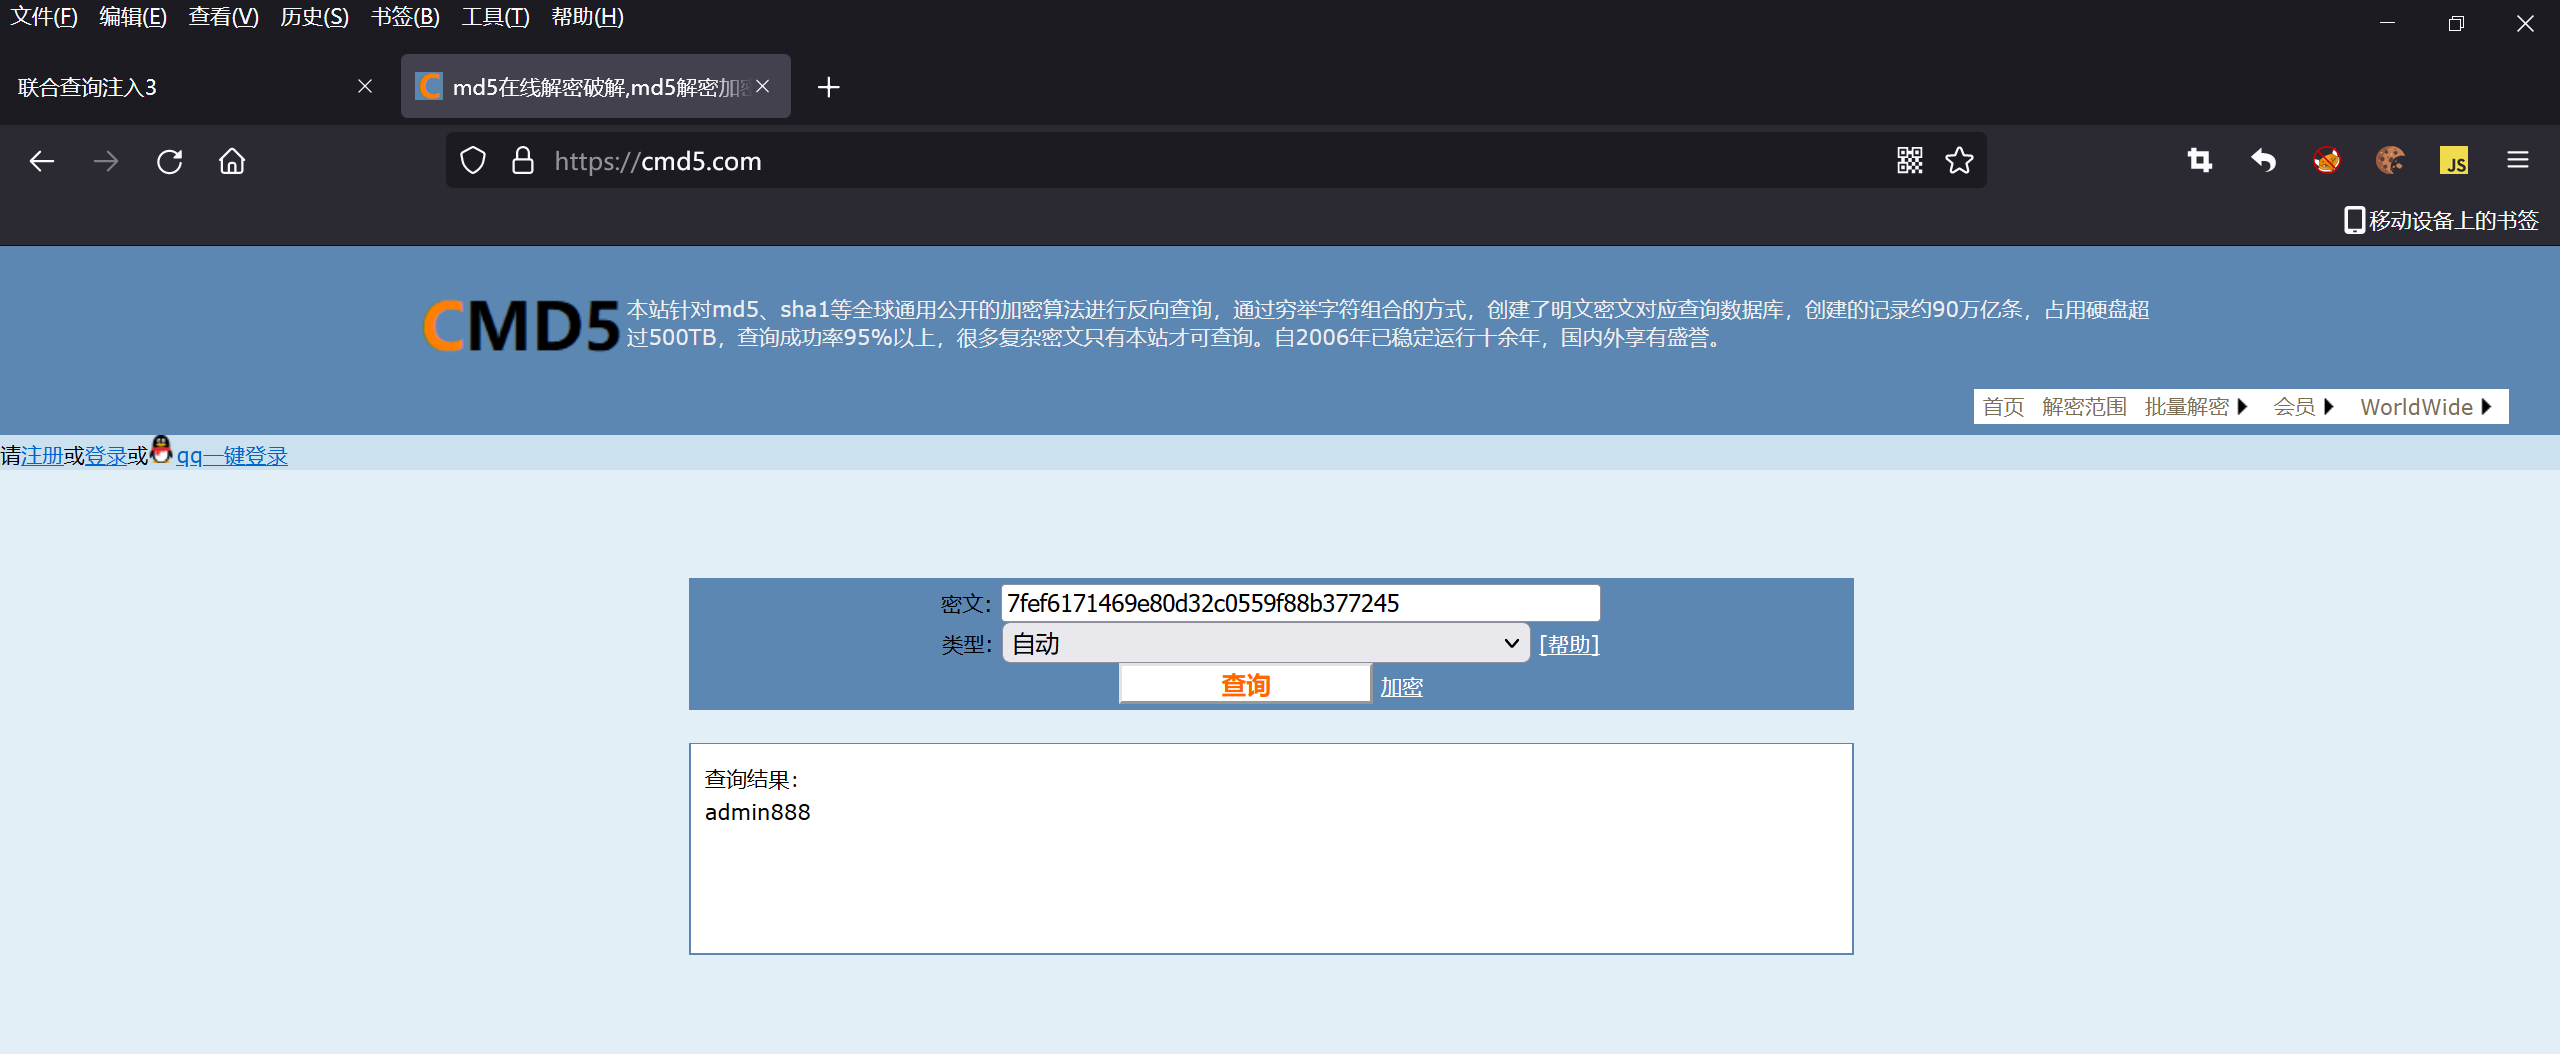 文件(F) 编辑(E) 查看(V) 历史(S) 书签(B) 工具(T) 帮助(H)
联合查询注入3
md5在线解密破解,md5解密加密
https://cmd5.com
JS
移动设备上的书签
CMD5
本站针对md5、sha1等全球通用公开的加密算法进行反向查询，通过穷举字符组合的方式，创建了明文密文对应查询数据库，创建的记录约90万亿条，占用硬盘超
过500TB，查询成功率95%以上，很多复杂密文只有本站才可查询。自2006年已稳定运行十余年，国内外享有盛誉。
首页 解密范围 批量解密 会员 WorldWide
请注册或登录或qq一键登录
密文： 7fef6171469e80d32c0559f88b377245
类型： 自动 [帮助]
查询 加密
查询结果：
admin888